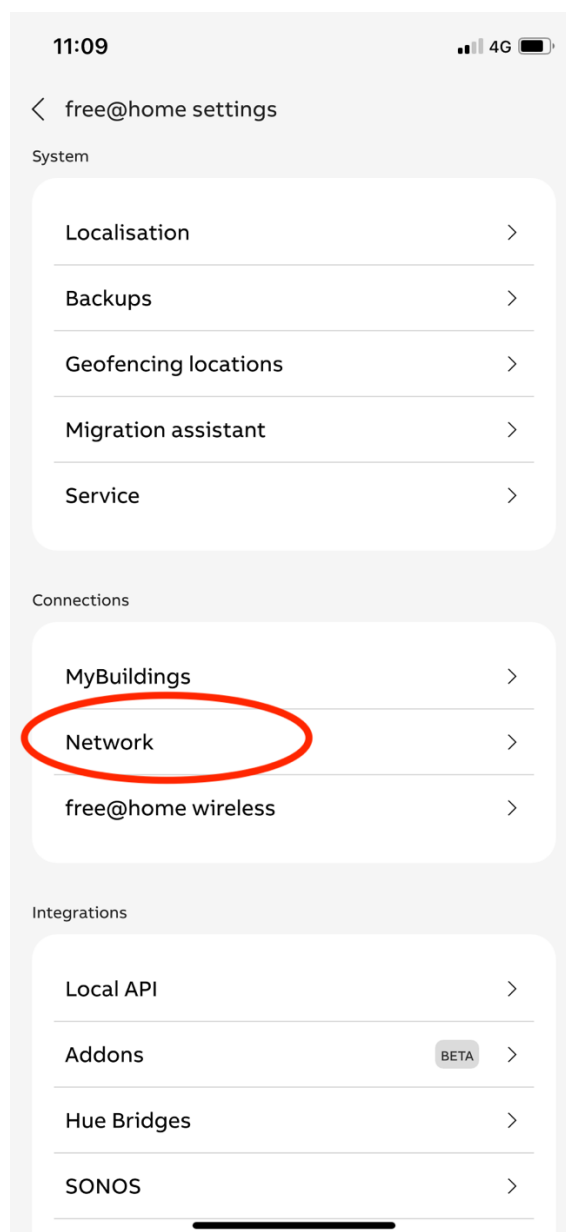 11:09
4G
free@home settings
System
Localisation
Backups
Geofencing locations
Migration assistant
Service
Connections
MyBuildings
Network
free@home wireless
Integrations
Local API
Addons BETA
Hue Bridges
SONOS